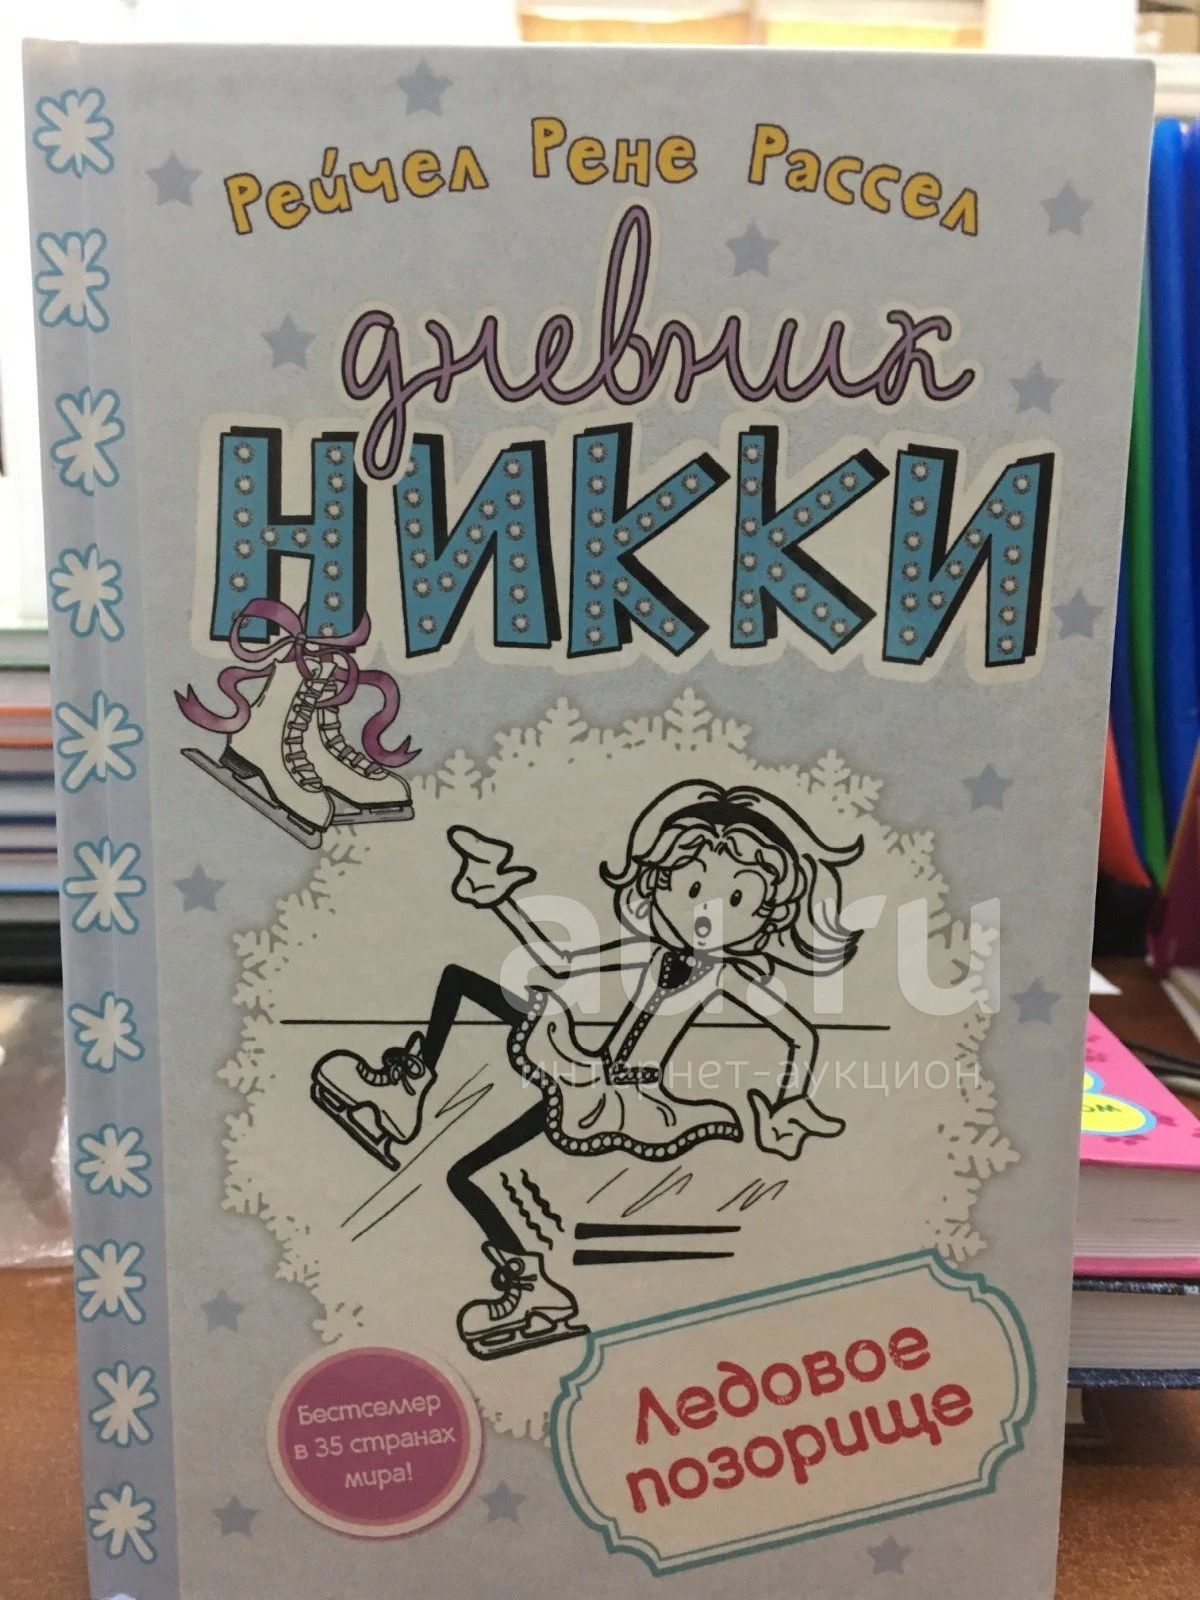 Рейчел Рене Рассел
дневник
НИККИ
au.ru
интернет-аукцион
Бестселлер
в 35 странах
мира!
Ледовое
позорище